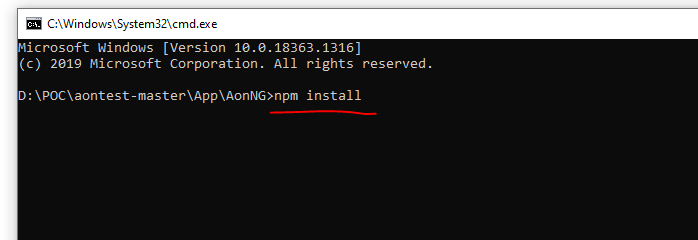 C:\Windows\System32\cmd.exe
Microsoft Windows [Version 10.0.18363.1316]
(c) 2019 Microsoft Corporation. All rights reserved.
D:\POC\aontest-master\App\AonNG>npm install